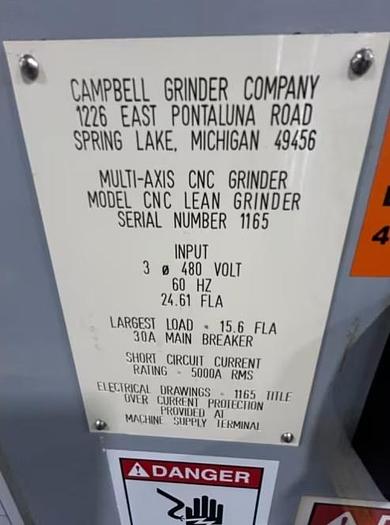 CAMPBELL GRINDER COMPANY
1226 EAST PONTALUNA ROAD
SPRING LAKE, MICHIGAN 49456
MULTI-AXIS CNC GRINDER
MODEL CNC LEAN GRINDER
SERIAL NUMBER 1165
INPUT
3 ø 480 VOLT
60 HZ
24.61 FLA
LARGEST LOAD - 15.6 FLA
30A MAIN BREAKER
SHORT CIRCUIT CURRENT
RATING - 5000A RMS
ELECTRICAL DRAWINGS - 1165 TITLE
OVER CURRENT PROTECTION
PROVIDED AT
MACHINE SUPPLY TERMINAL
DANGER
4